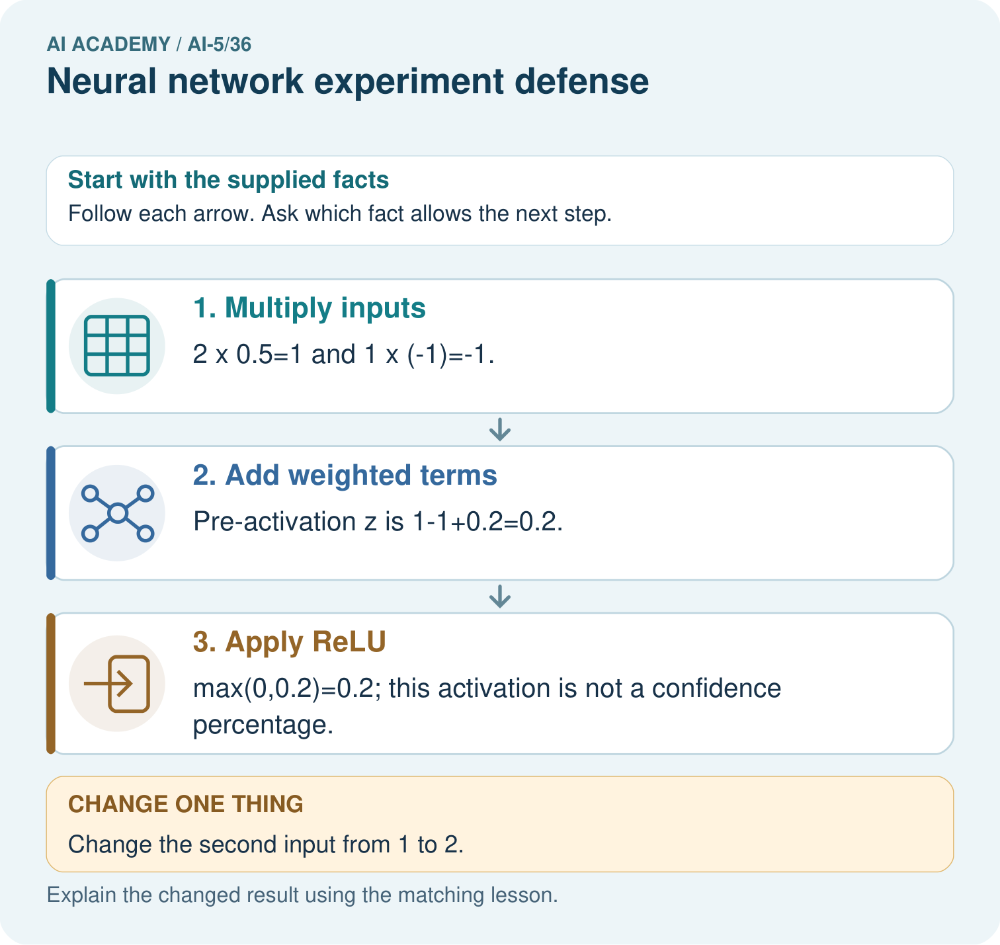 AI ACADEMY / AI-5/36
Neural network experiment defense
Start with the supplied facts
Follow each arrow. Ask which fact allows the next step.
1. Multiply inputs
2 x 0.5=1 and 1 x (-1)=-1.
2. Add weighted terms
Pre-activation z is 1-1+0.2=0.2.
3. Apply ReLU
max(0,0.2)=0.2; this activation is not a confidence
percentage.
CHANGE ONE THING
Change the second input from 1 to 2.
Explain the changed result using the matching lesson.